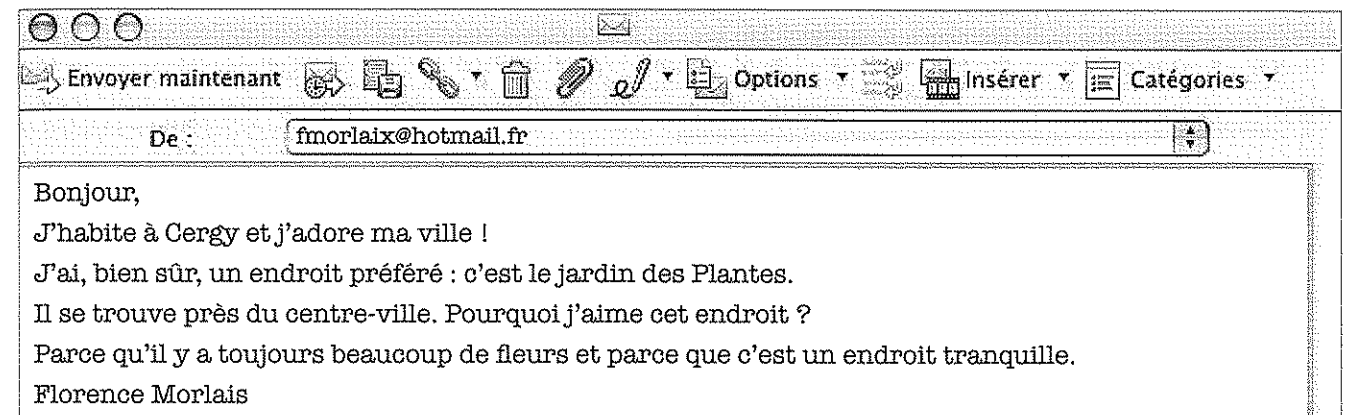 Envoyer maintenant Options Insérer Catégories
De : fmorlaix@hotmail.fr
Bonjour,
J'habite à Cergy et j'adore ma ville !
J'ai, bien sûr, un endroit préféré : c'est le jardin des Plantes.
Il se trouve près du centre-ville. Pourquoi j'aime cet endroit ?
Parce qu'il y a toujours beaucoup de fleurs et parce que c'est un endroit tranquille.
Florence Morlais